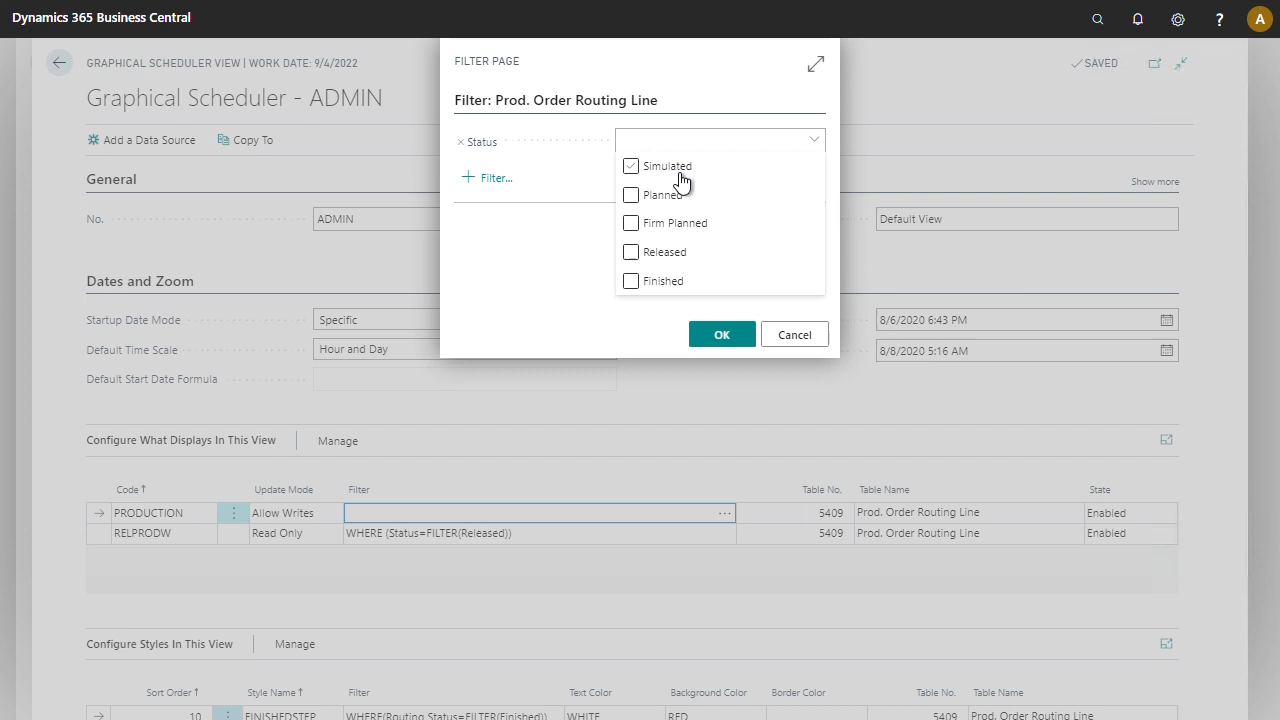 Dynamics 365 Business Central
?
A
GRAPHICAL SCHEDULER VIEW | WORK DATE: 9/4/2022
SAVED
Graphical Scheduler - ADMIN
Add a Data Source
Copy To
FILTER PAGE
Filter: Prod. Order Routing Line
× Status
Filter...
Simulated
Planned
Firm Planned
Released
Finished
OK
Cancel
General
Show more
No.
ADMIN
Default View
Dates and Zoom
Startup Date Mode
Specific
8/6/2020 6:43 PM
Default Time Scale
Hour and Day
8/8/2020 5:16 AM
Default Start Date Formula
Configure What Displays In This View
Manage
Code ↑ Update Mode Filter Table No. Table Name State
→ PRODUCTION ⋮ Allow Writes ... 5409 Prod. Order Routing Line Enabled
RELPRODW Read Only WHERE (Status=FILTER(Released)) 5409 Prod. Order Routing Line Enabled
Configure Styles In This View
Manage
Sort Order ↑ Style Name ↑ Filter Text Color Background Color Border Color Table No. Table Name
→ 10 ⋮ FINISHEDSTEP WHERE(Routing Status=FILTER(Finished)) WHITE RED 5409 Prod. Order Routing Line